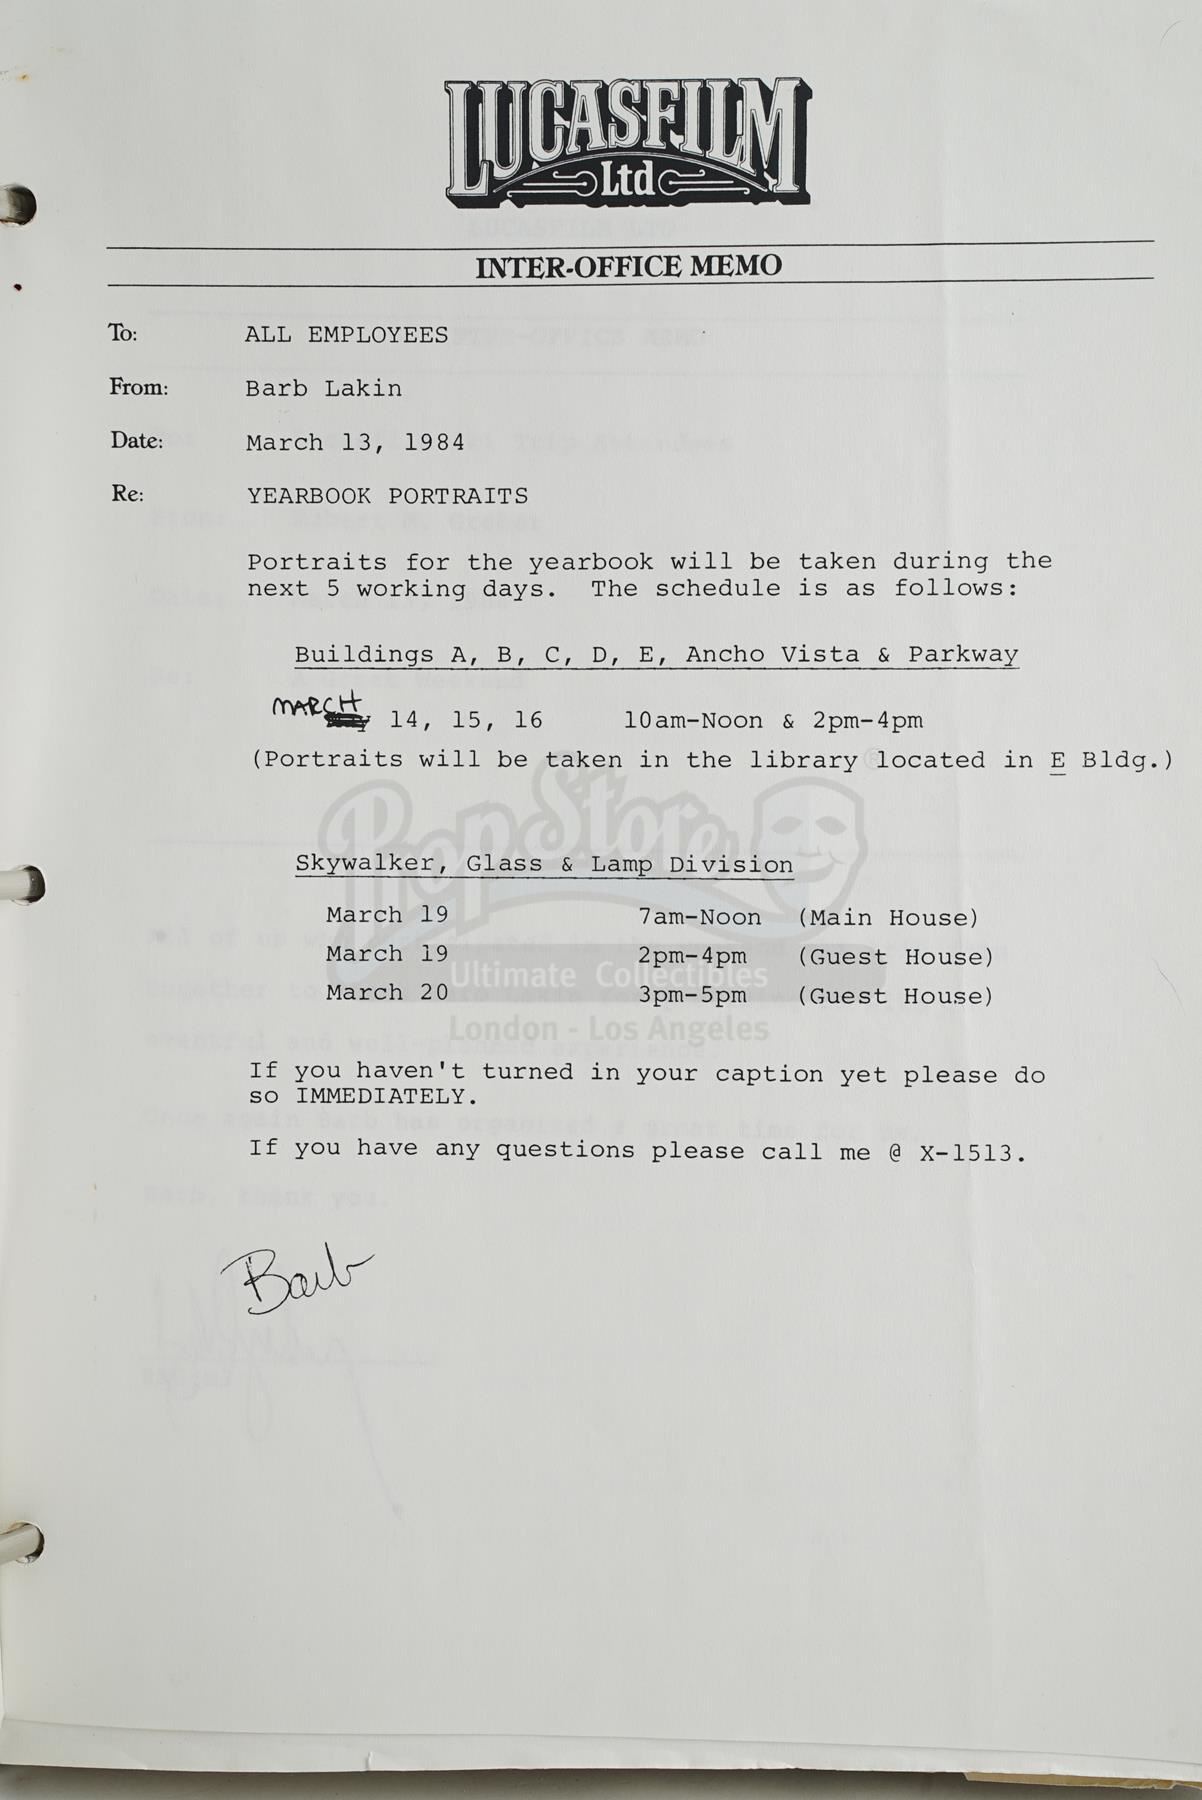 LUCASFILM
Ltd
INTER-OFFICE MEMO
To: ALL EMPLOYEES
From: Barb Lakin
Date: March 13, 1984
Re: YEARBOOK PORTRAITS
Portraits for the yearbook will be taken during the
next 5 working days. The schedule is as follows:
Buildings A, B, C, D, E, Ancho Vista & Parkway
MARCH 14, 15, 16 10am-Noon & 2pm-4pm
(Portraits will be taken in the library located in E Bldg.)
PropStore®
Skywalker, Glass & Lamp Division
March 19 7am-Noon (Main House)
March 19 2pm-4pm (Guest House)
Ultimate Collectibles
March 20 3pm-5pm (Guest House)
London - Los Angeles
If you haven't turned in your caption yet please do
so IMMEDIATELY.
If you have any questions please call me @ X-1513.
Barb